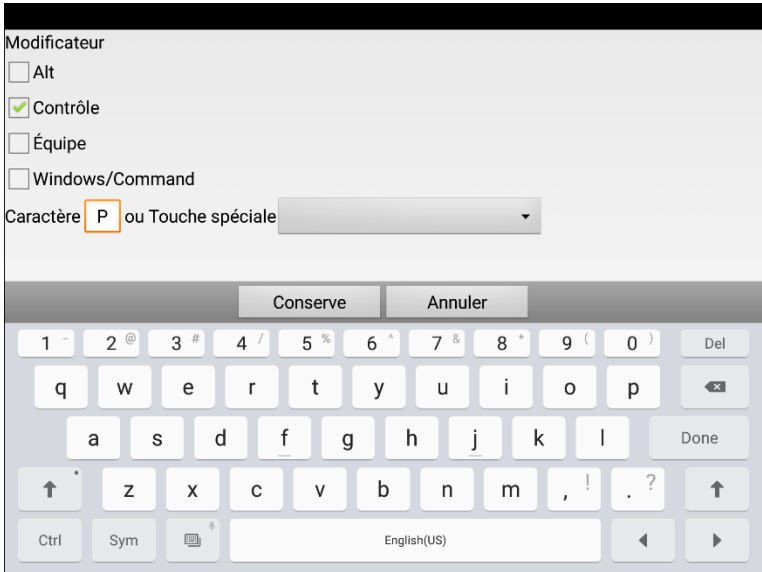 Modificateur
Alt
Contrôle
Équipe
Windows/Command
Caractère P ou Touche spéciale
Conserve Annuler
1 - 2 @ 3 # 4 / 5 % 6 ^ 7 & 8 * 9 ( 0 ) Del
q w e r t y u i o p
a s d f g h j k l Done
z x c v b n m , ! . ?
Ctrl Sym English(US)